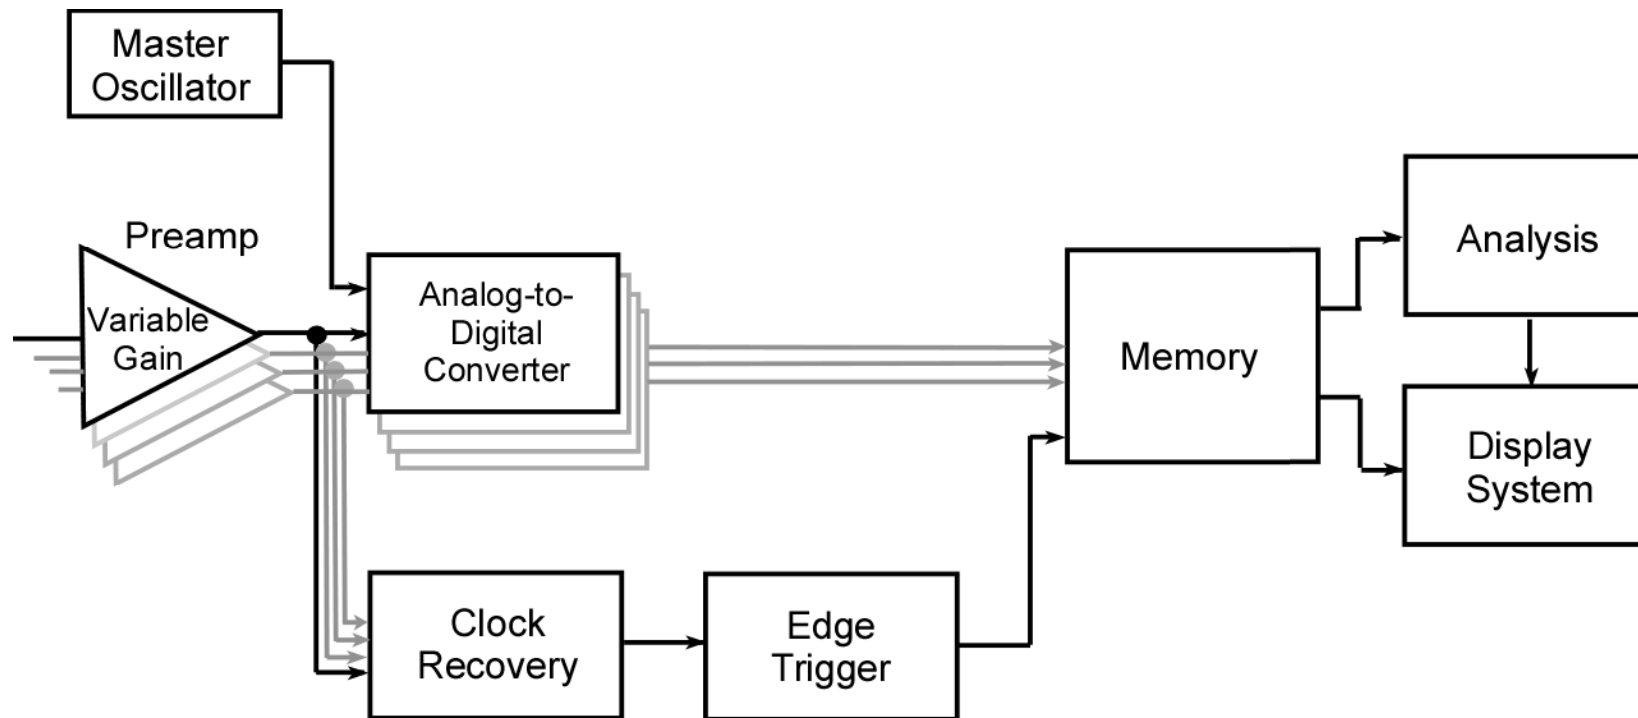 Master
Oscillator
Preamp
Variable
Gain
Analog-to-
Digital
Converter
Memory
Analysis
Display
System
Clock
Recovery
Edge
Trigger